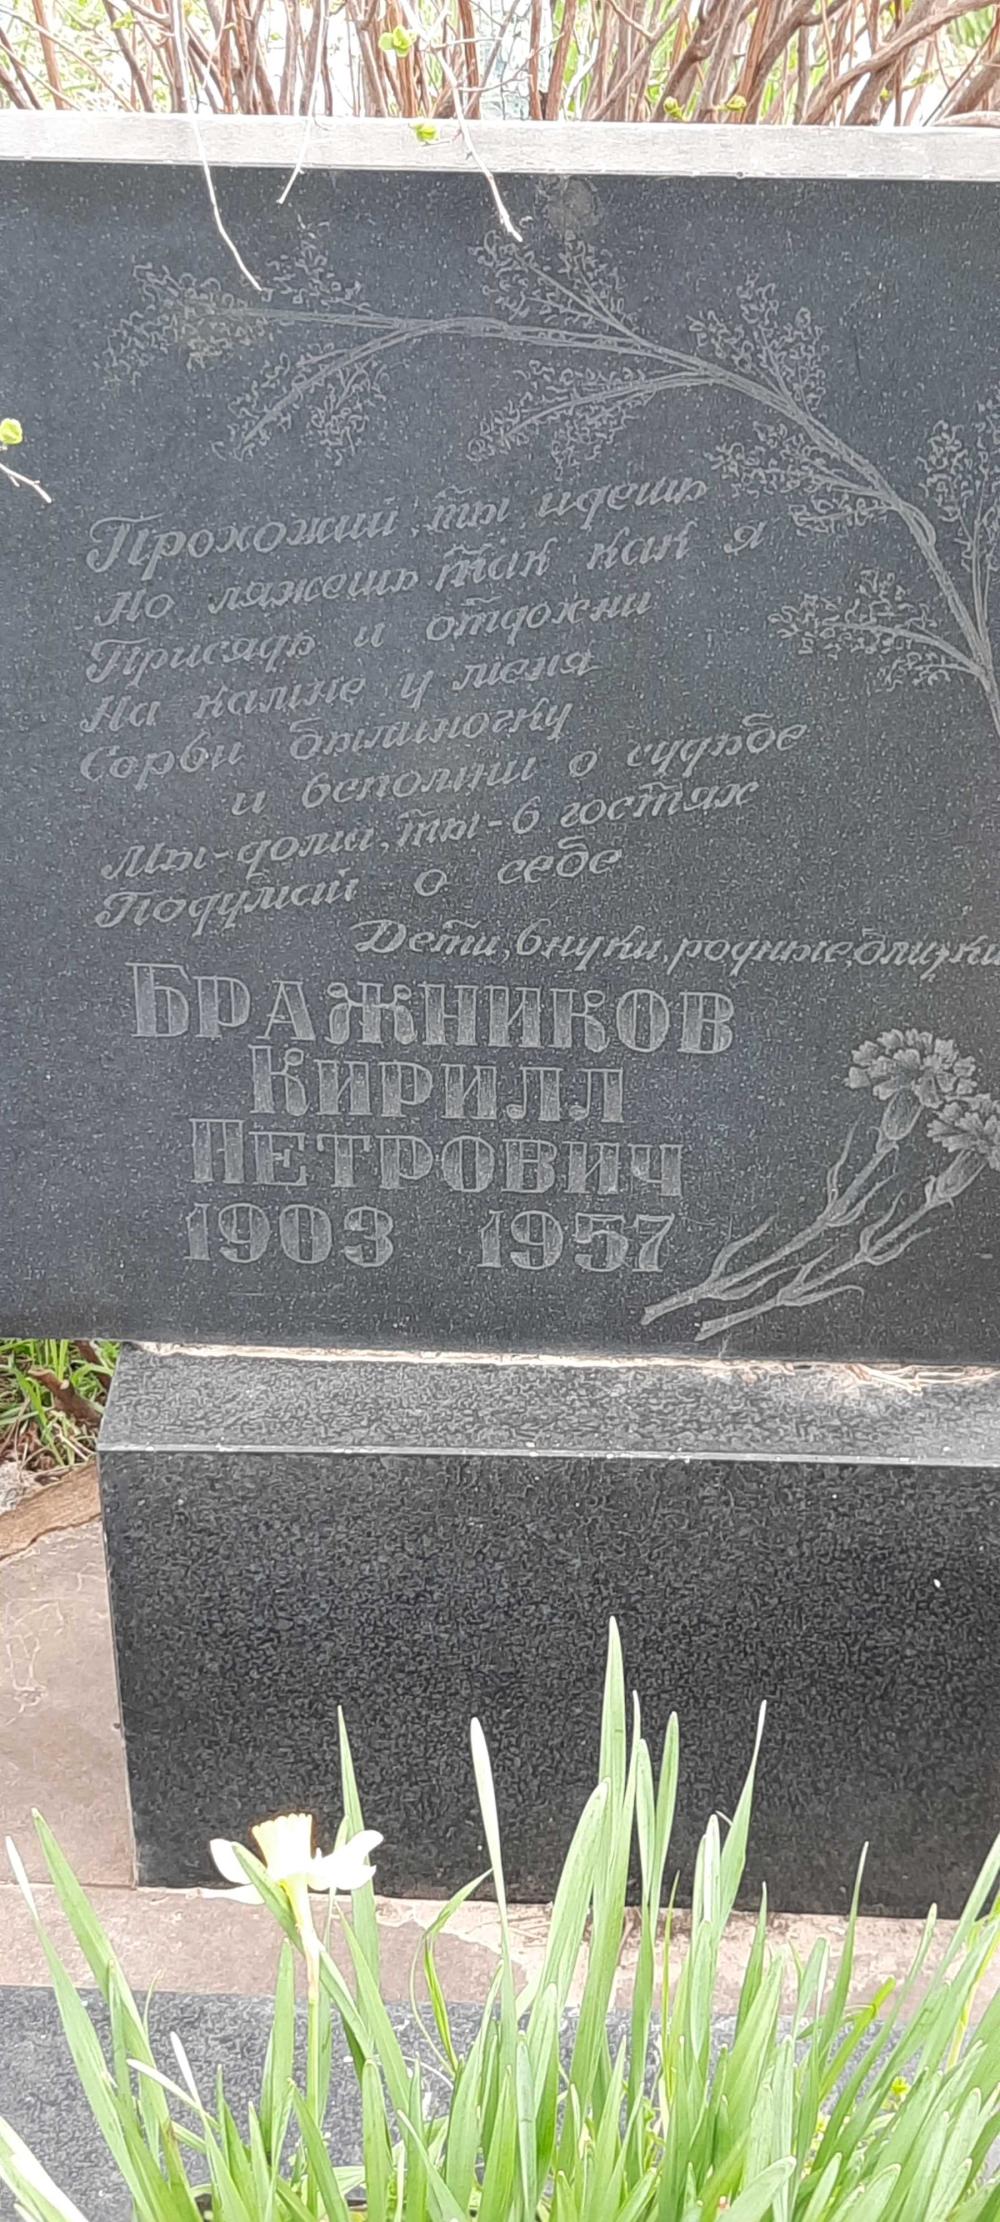 Прохожий, ты идешь
Но ляжешь так как я
Присядь и отдохни
На камне у меня
Сорви былиночку
и вспомни о судьбе
Мы-дома, ты-в гостях
Подумай о себе
Дети, внуки, родные, близки
БРАЖНИКОВ
КИРИЛЛ
ПЕТРОВИЧ
1903 1957